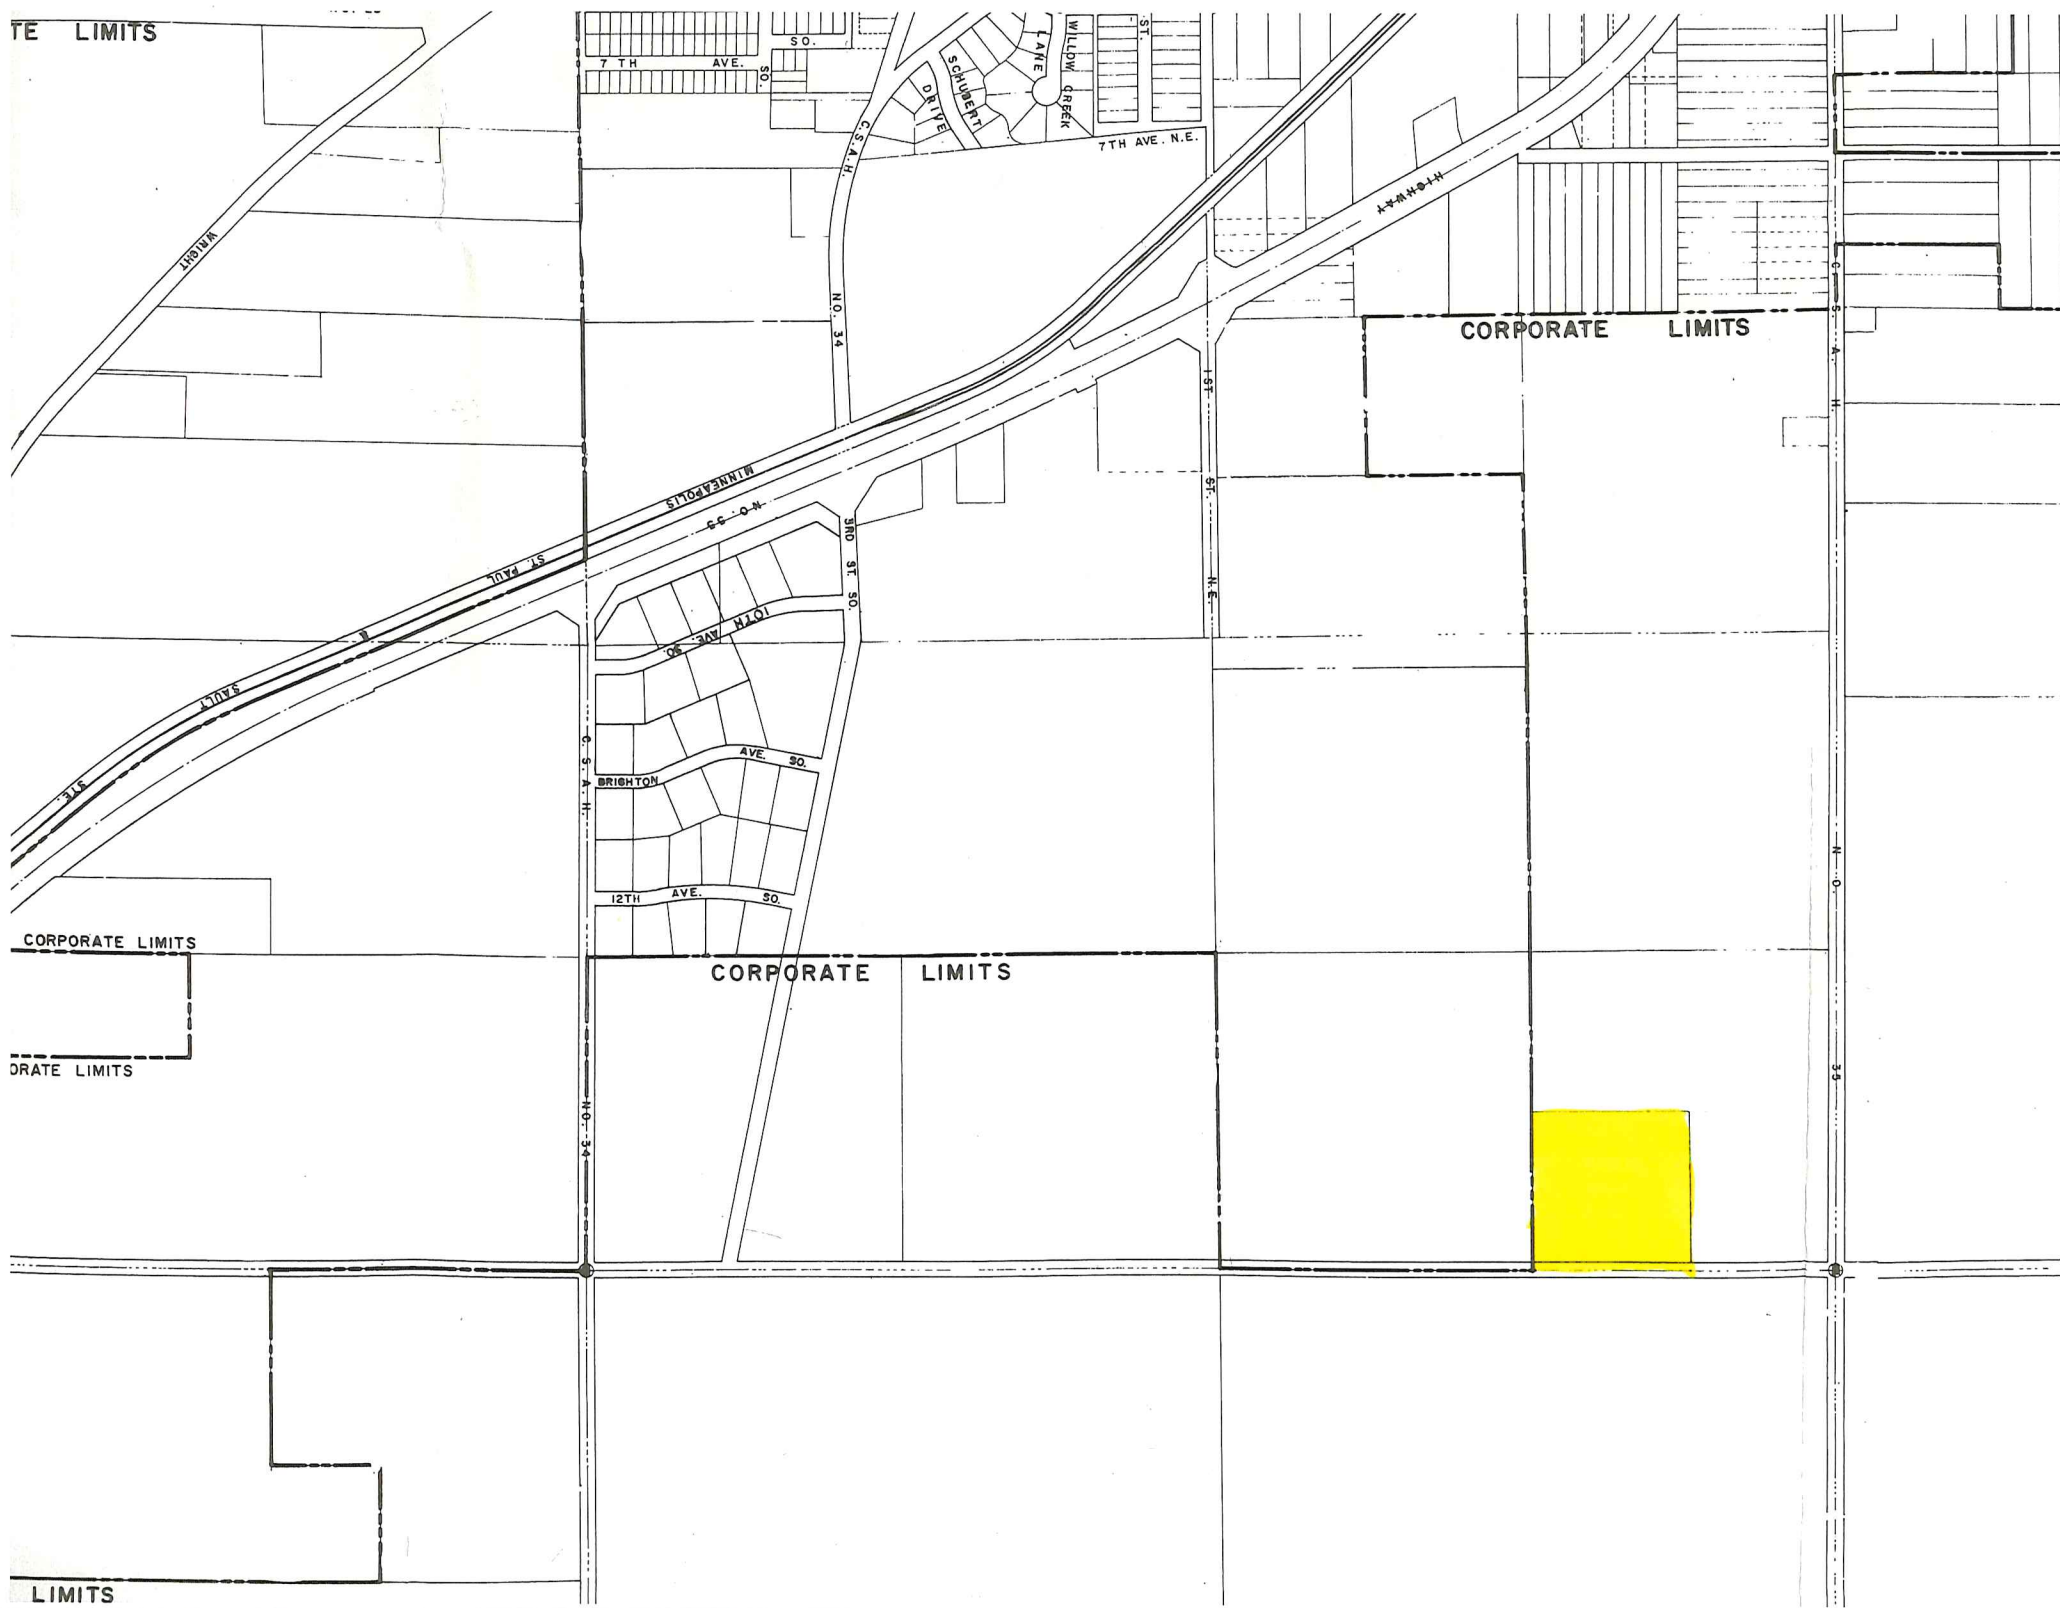 TE LIMITS
SO.
7 TH AVE. SO.
C.S.A.H. NO. 34
SCHUBERT DRIVE
WILLOW CREEK LANE
ST.
7TH AVE. N.E.
WRIGHT
HIGHWAY
CORPORATE LIMITS
C. S. A. H. NO. 35
1ST ST. N.E.
MINNEAPOLIS
NO. 55
ST. PAUL
&
SAULT
STE.
3RD ST. SO.
10TH AVE. SO.
C. S. A. H. NO. 34
BRIGHTON AVE. SO.
12TH AVE. SO.
CORPORATE LIMITS
CORPORATE LIMITS
ORATE LIMITS
LIMITS